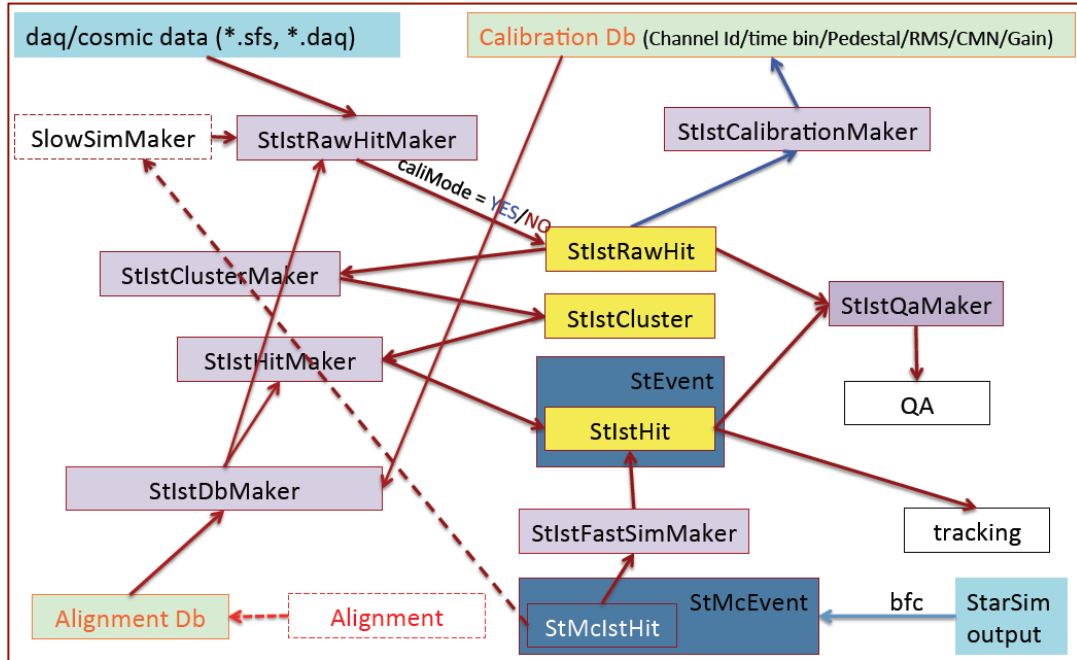 daq/cosmic data (*.sfs, *.daq)
Calibration Db (Channel Id/time bin/Pedestal/RMS/CMN/Gain)
SlowSimMaker
StIstRawHitMaker
StIstCalibrationMaker
caliMode = YES/NO
StIstRawHit
StIstClusterMaker
StIstCluster
StIstQaMaker
StIstHitMaker
StEvent
QA
StIstHit
StIstDbMaker
StIstFastSimMaker
tracking
Alignment Db
Alignment
StMcEvent
StMcIstHit
bfc
StarSim
output